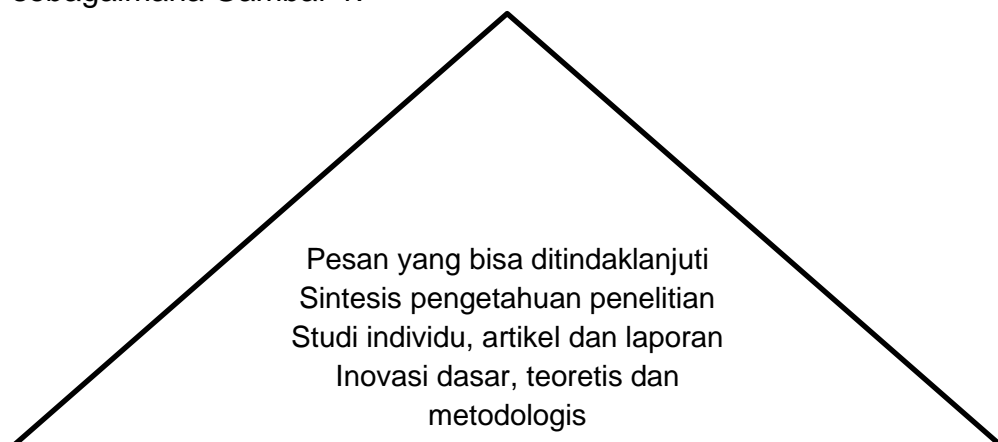 sebagaimana Gambar 1.
Pesan yang bisa ditindaklanjuti
Sintesis pengetahuan penelitian
Studi individu, artikel dan laporan
Inovasi dasar, teoretis dan
metodologis